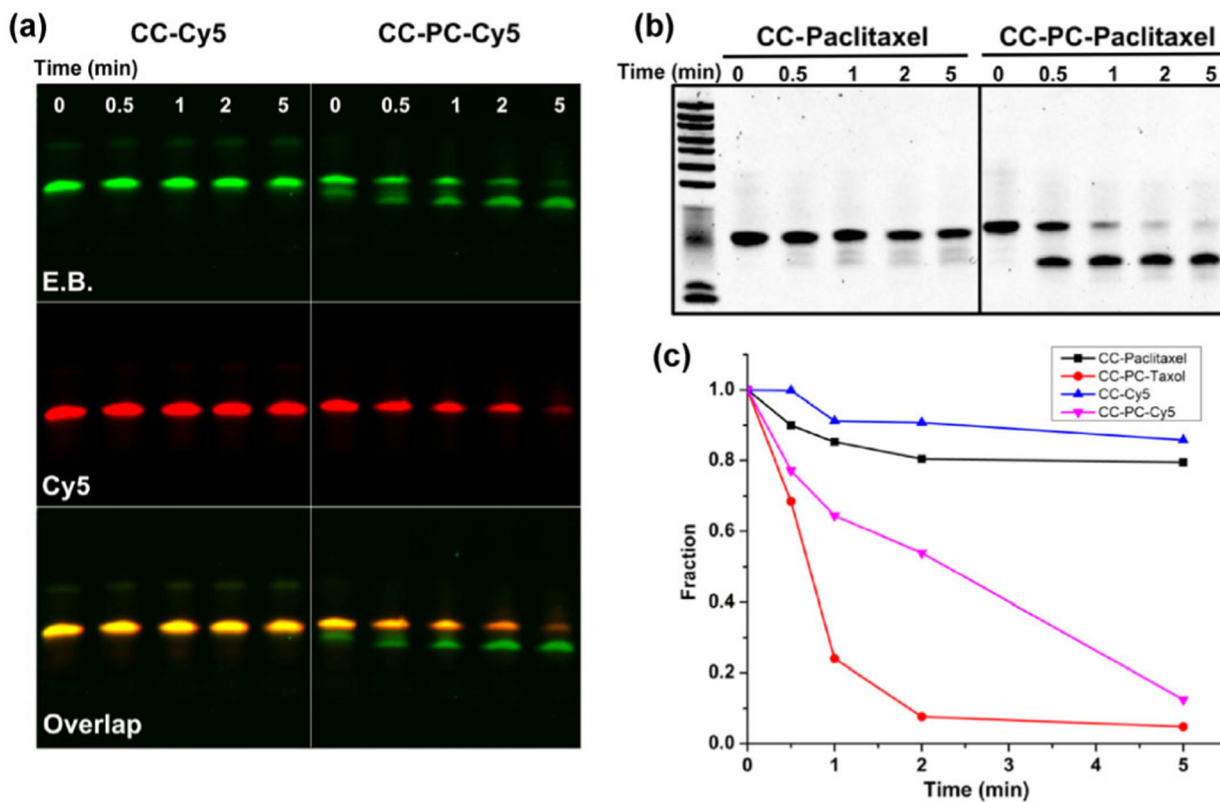 (a)
CC-Cy5 CC-PC-Cy5
Time (min)
0 0.5 1 2 5 0 0.5 1 2 5
E.B.
Cy5
Overlap
(b)
CC-Paclitaxel CC-PC-Paclitaxel
Time (min) 0 0.5 1 2 5 0 0.5 1 2 5
(c)
CC-Paclitaxel
CC-PC-Taxol
CC-Cy5
CC-PC-Cy5
1.0
0.8
0.6
0.4
0.2
0.0
Fraction
0 1 2 3 4 5
Time (min)